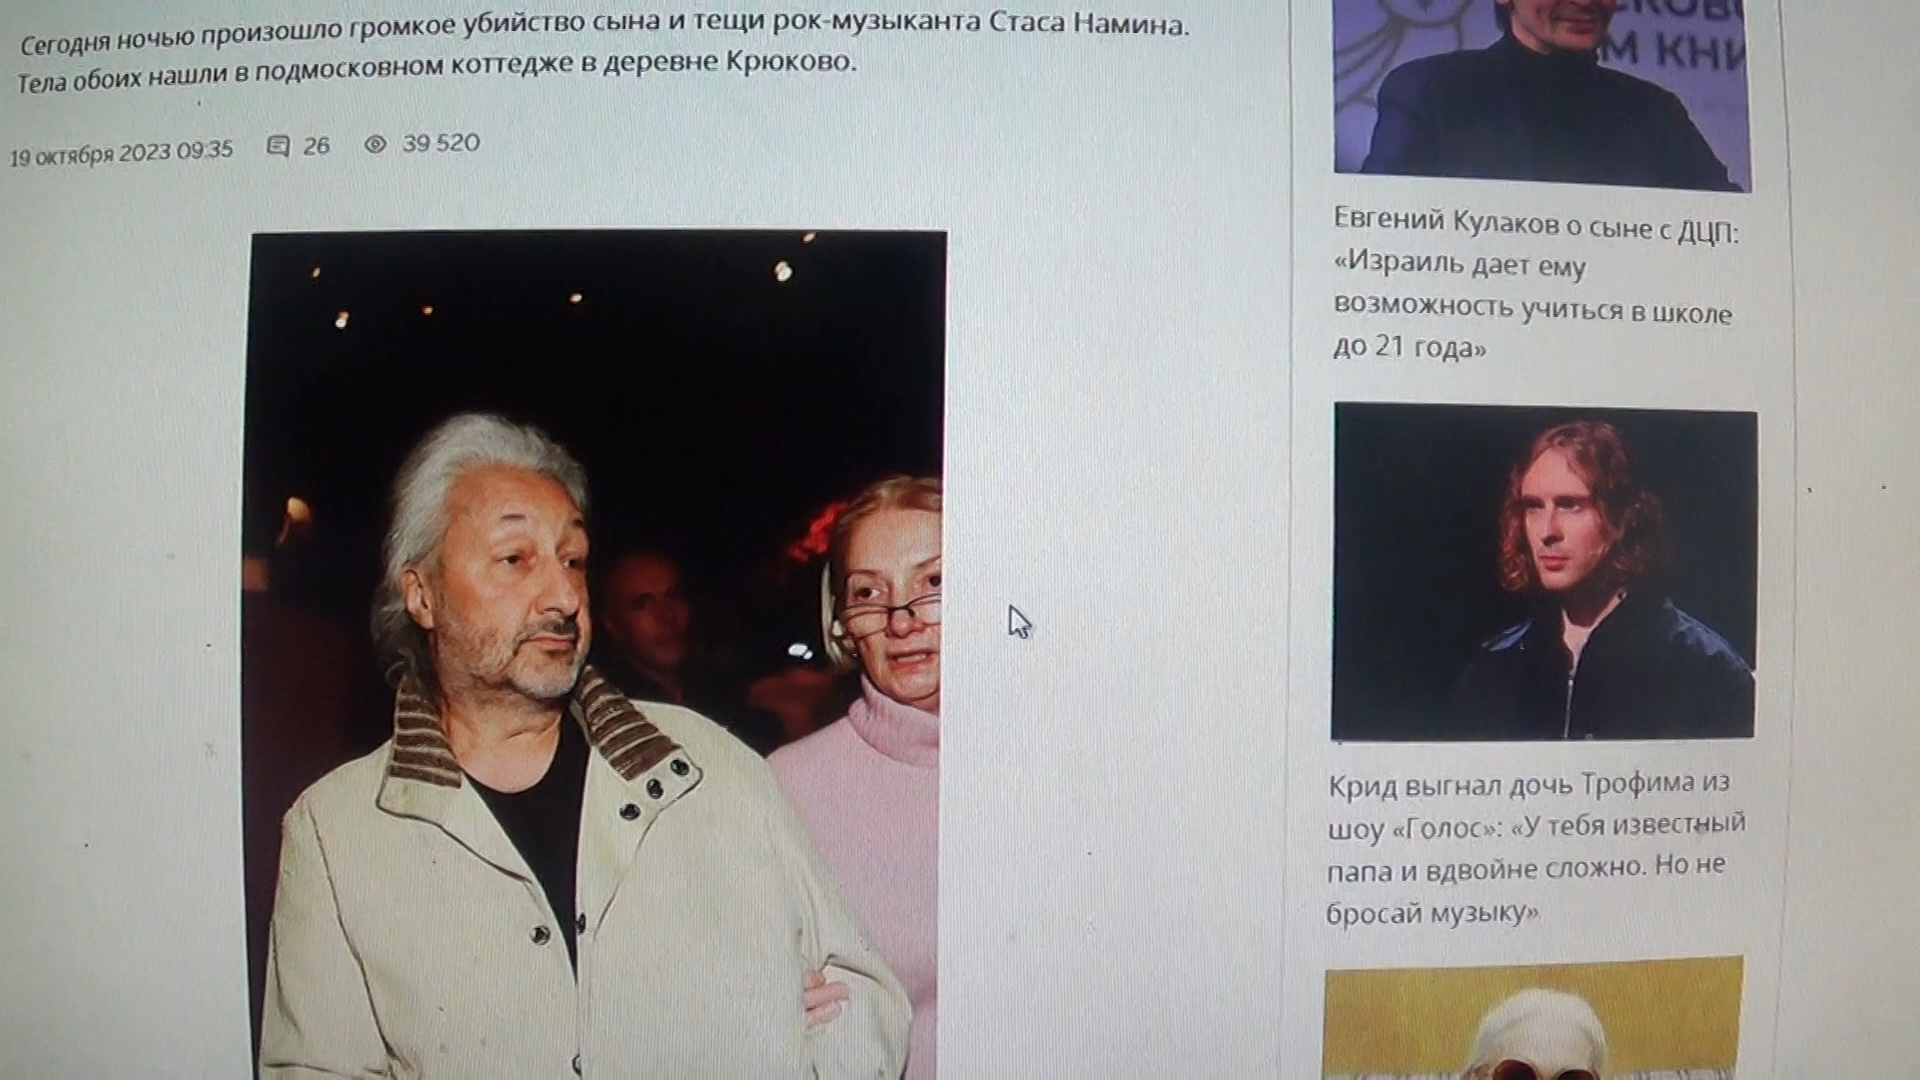 Сегодня ночью произошло громкое убийство сына и тещи рок-музыканта Стаса Намина.
Тела обоих нашли в подмосковном коттедже в деревне Крюково.
19 октября 2023 09:35 26 39 520
М КНИ
Евгений Кулаков о сыне с ДЦП:
«Израиль дает ему
возможность учиться в школе
до 21 года»
Крид выгнал дочь Трофима из
шоу «Голос»: «У тебя известный
папа и вдвойне сложно. Но не
бросай музыку»